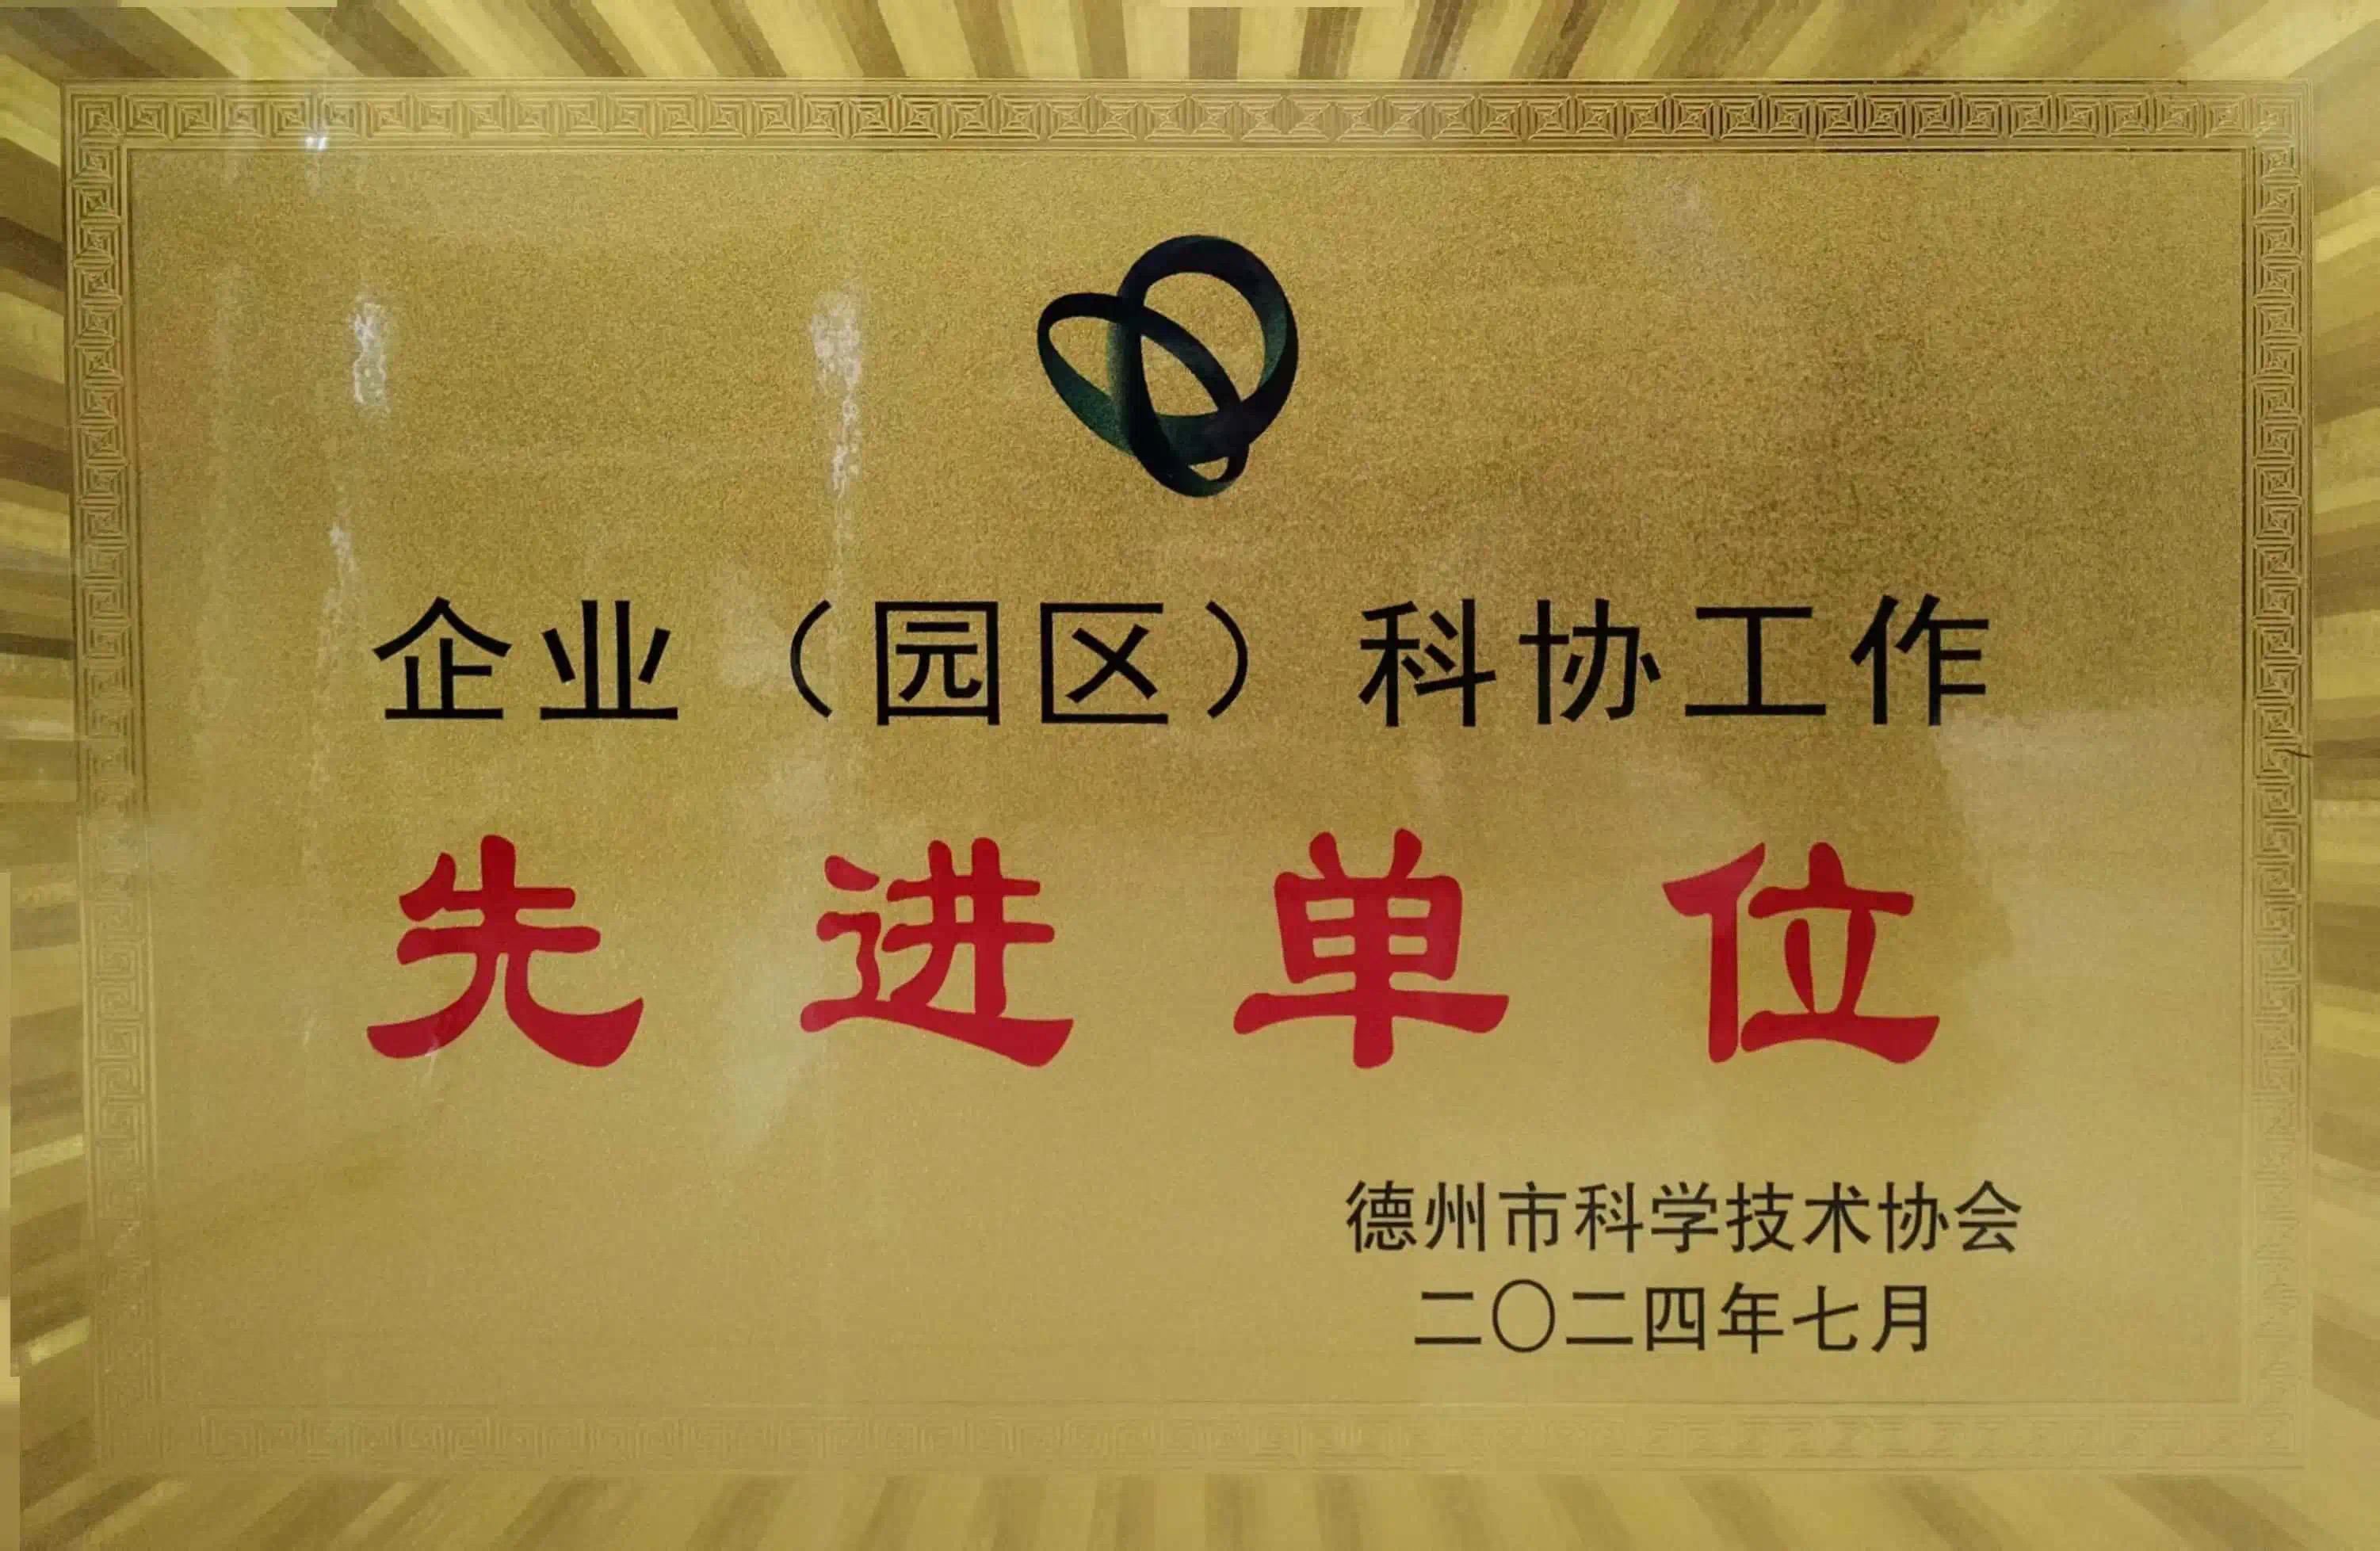 企业（园区）科协工作
先进单位
德州市科学技术协会
二〇二四年七月